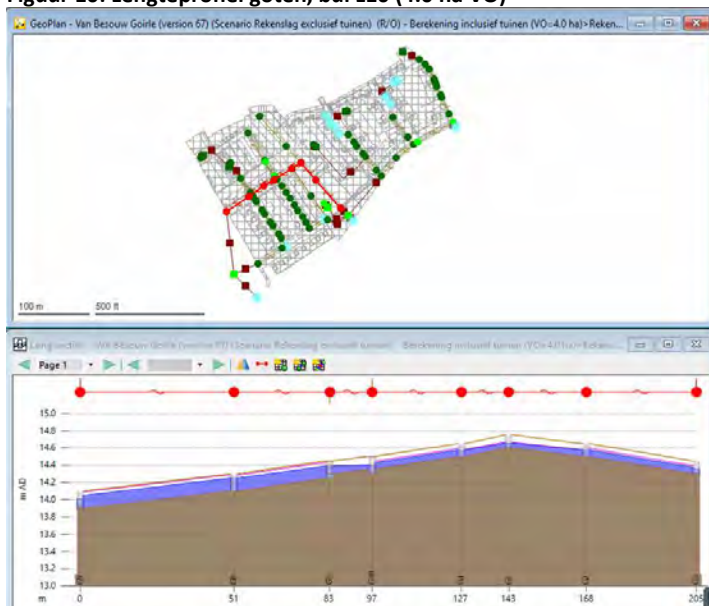 Figuur 16: Lengteprofiel goten, bui L10 (4.0 ha VO)
GeoPlan - Van Besouw Goirle (version 67) (Scenario Rekenslag exclusief tuinen) (R/O) - Berekening inclusief tuinen (VO=4.0 ha)>Reken...
100 m
500 ft
Page 1
15.0
14.8
14.6
14.4
14.2
14.0
13.8
13.6
13.4
13.2
13.0
m AD
m 0 51 83 97 127 143 168 205